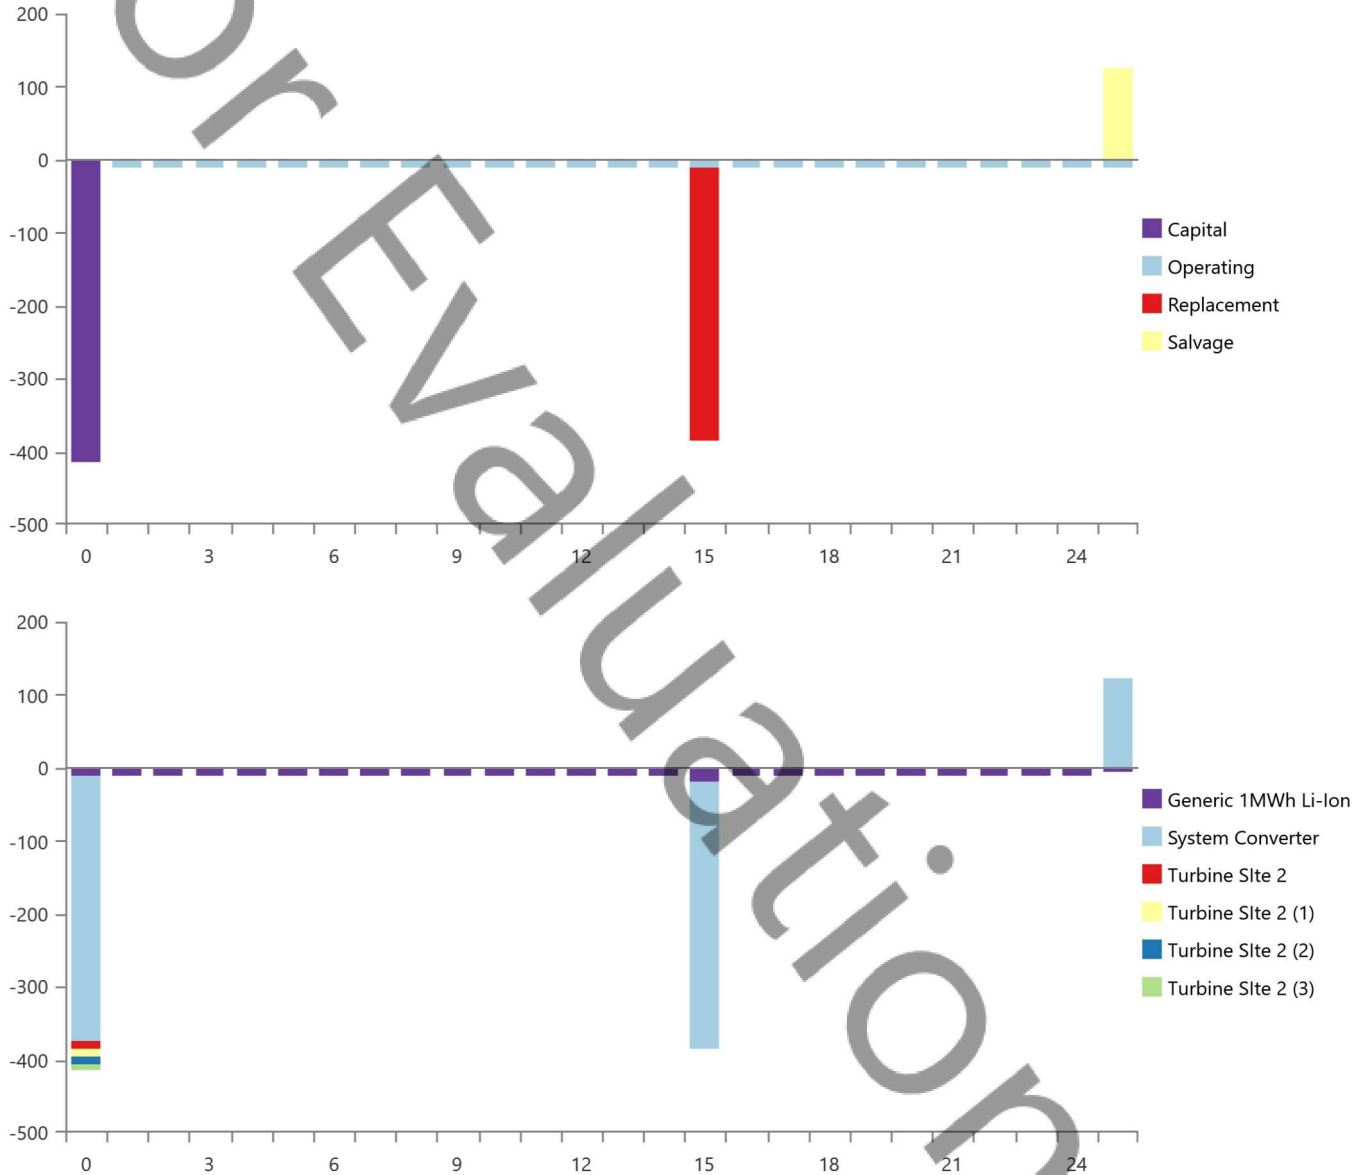 200
100
0
-100
-200
-300
-400
-500
0 3 6 9 12 15 18 21 24
Capital
Operating
Replacement
Salvage
or Evaluation
200
100
0
-100
-200
-300
-400
-500
0 3 6 9 12 15 18 21 24
Generic 1MWh Li-Ion
System Converter
Turbine SIte 2
Turbine SIte 2 (1)
Turbine SIte 2 (2)
Turbine SIte 2 (3)